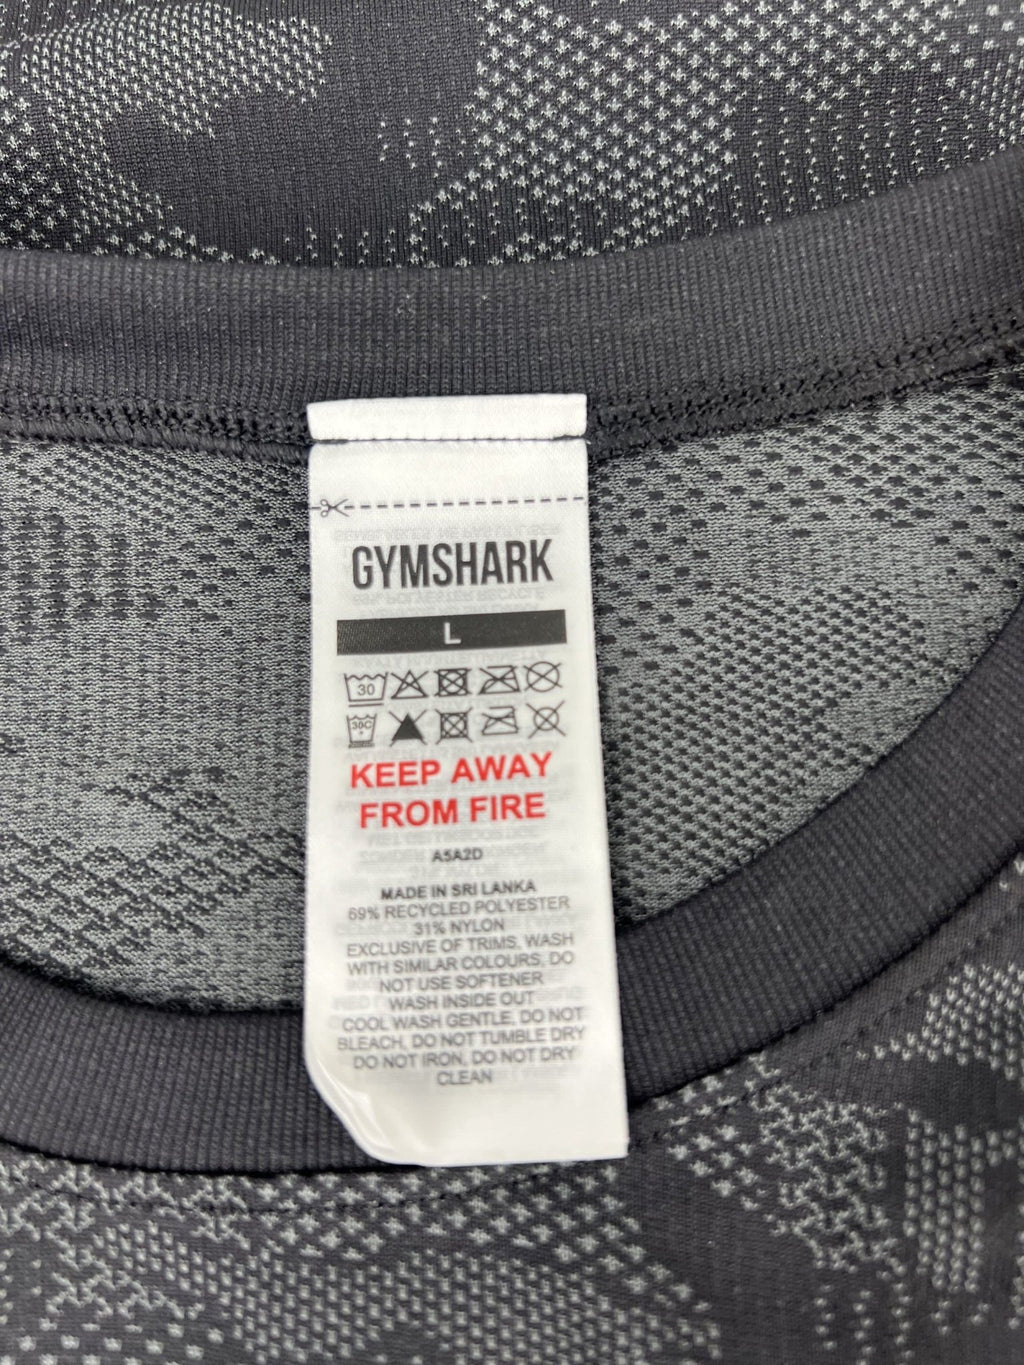 GYMSHARK
L
30
30C
KEEP AWAY
FROM FIRE
A5A2D
MADE IN SRI LANKA
69% RECYCLED POLYESTER
31% NYLON
EXCLUSIVE OF TRIMS, WASH
WITH SIMILAR COLOURS, DO
NOT USE SOFTENER
WASH INSIDE OUT
COOL WASH GENTLE, DO NOT
BLEACH, DO NOT TUMBLE DRY
DO NOT IRON, DO NOT DRY
CLEAN